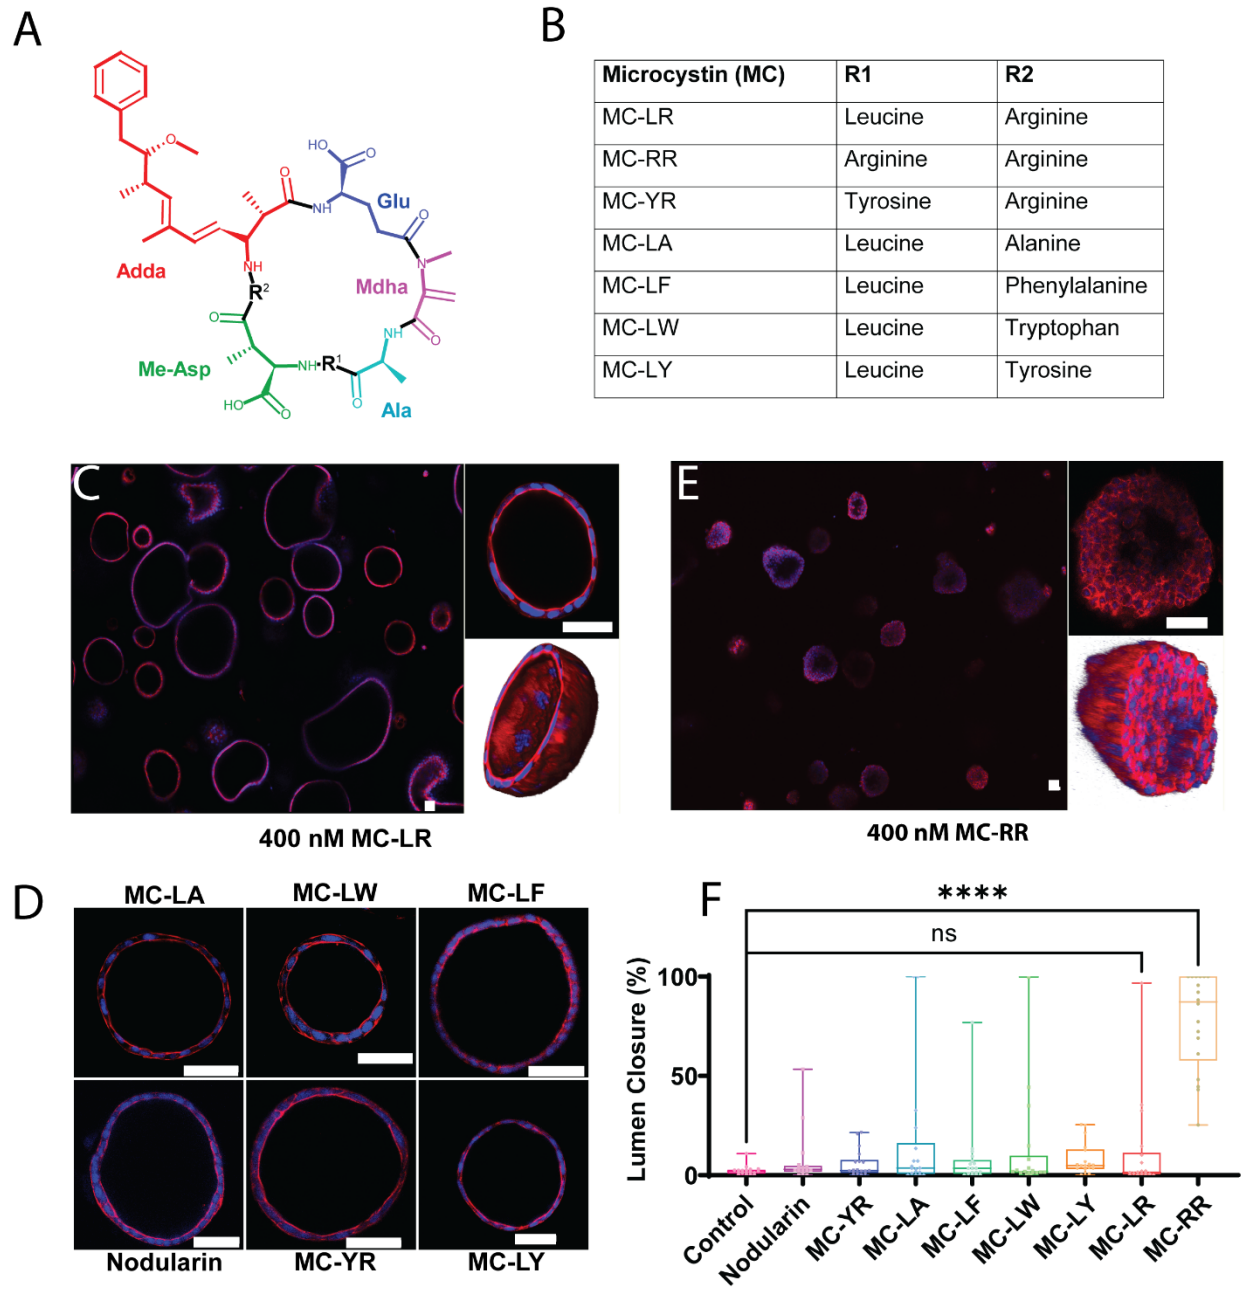 A
O
HO
O
O
NH
Glu
O
N
Adda
NH
R2
Mdha
O
NH
O
Me-Asp
NH
R1
O
HO
O
Ala
B
Microcystin (MC) R1 R2
MC-LR Leucine Arginine
MC-RR Arginine Arginine
MC-YR Tyrosine Arginine
MC-LA Leucine Alanine
MC-LF Leucine Phenylalanine
MC-LW Leucine Tryptophan
MC-LY Leucine Tyrosine
C
400 nM MC-LR
E
400 nM MC-RR
D
MC-LA MC-LW MC-LF
Nodularin MC-YR MC-LY
F
****
ns
Lumen Closure (%)
100
50
0
Control
Nodularin
MC-YR
MC-LA
MC-LF
MC-LW
MC-LY
MC-LR
MC-RR